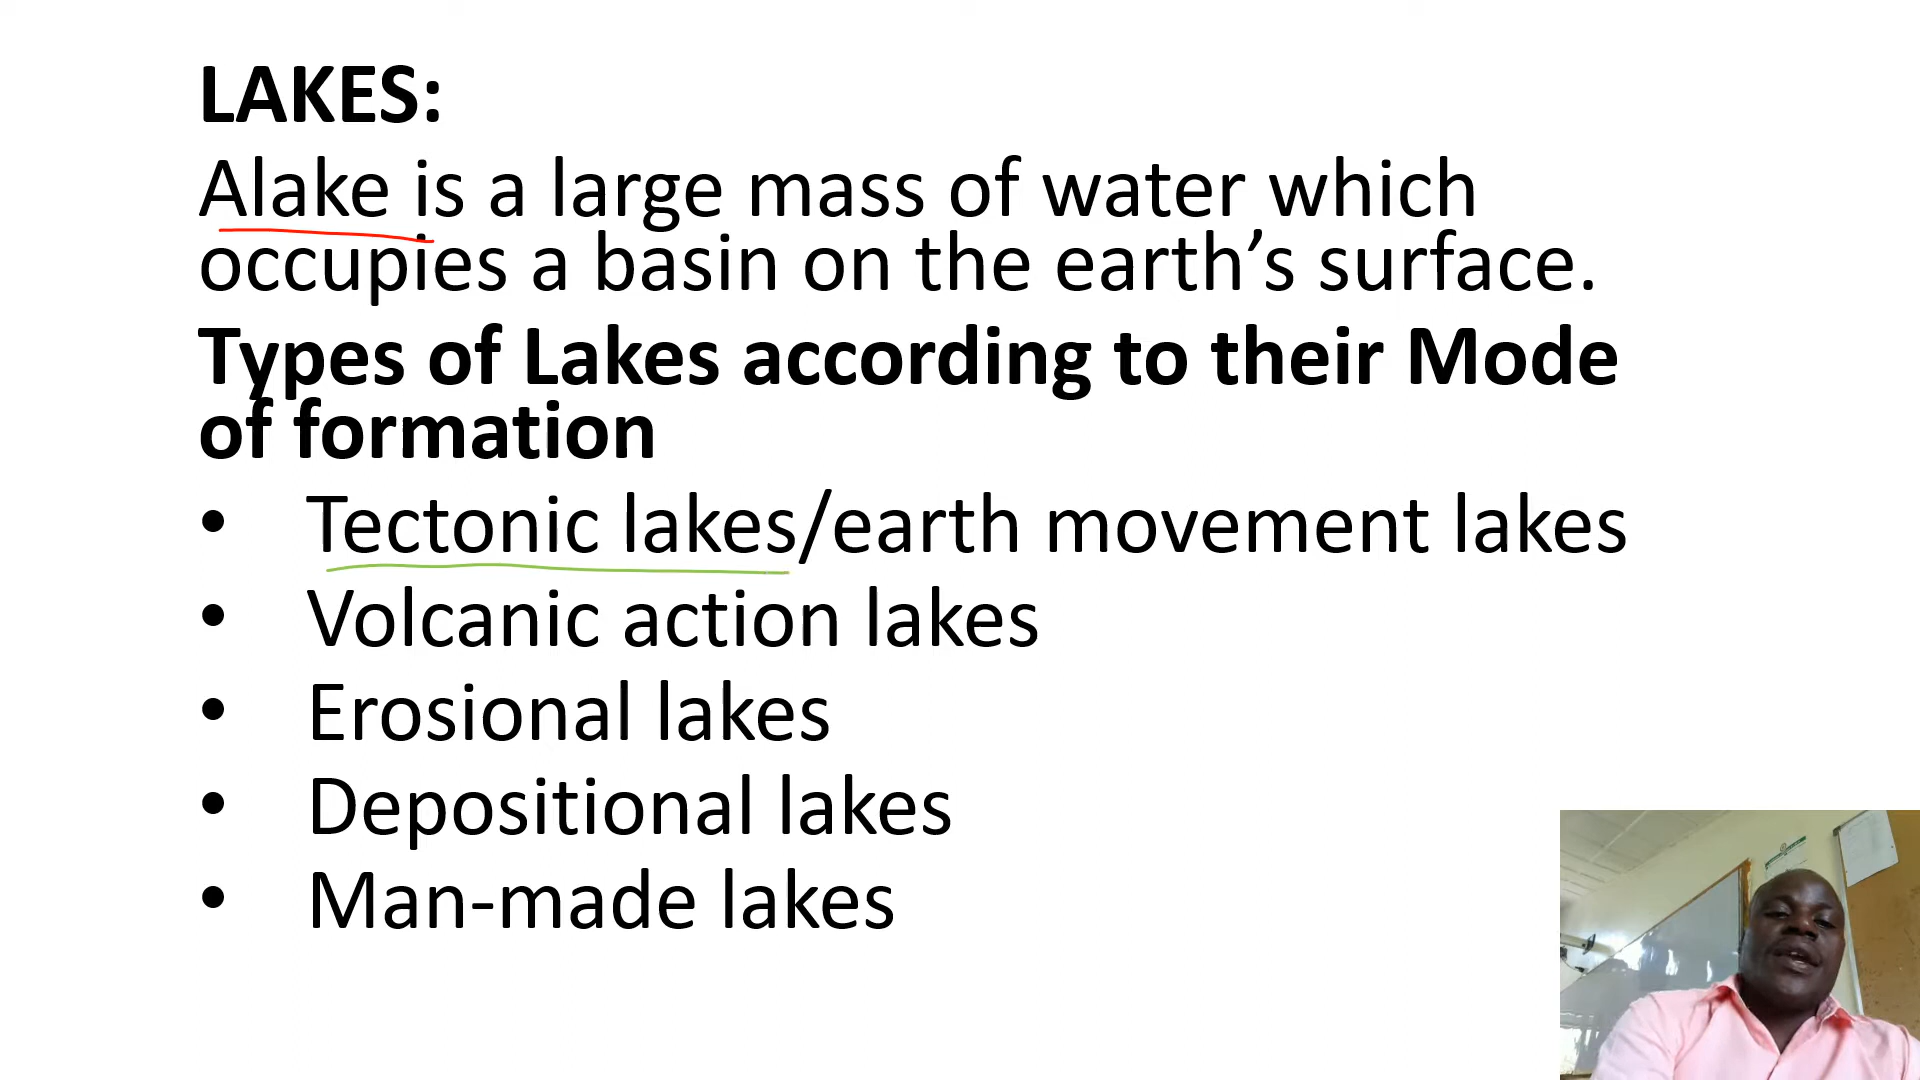 LAKES:
Alake is a large mass of water which
occupies a basin on the earth’s surface.
Types of Lakes according to their Mode
of formation
• Tectonic lakes/earth movement lakes
• Volcanic action lakes
• Erosional lakes
• Depositional lakes
• Man-made lakes